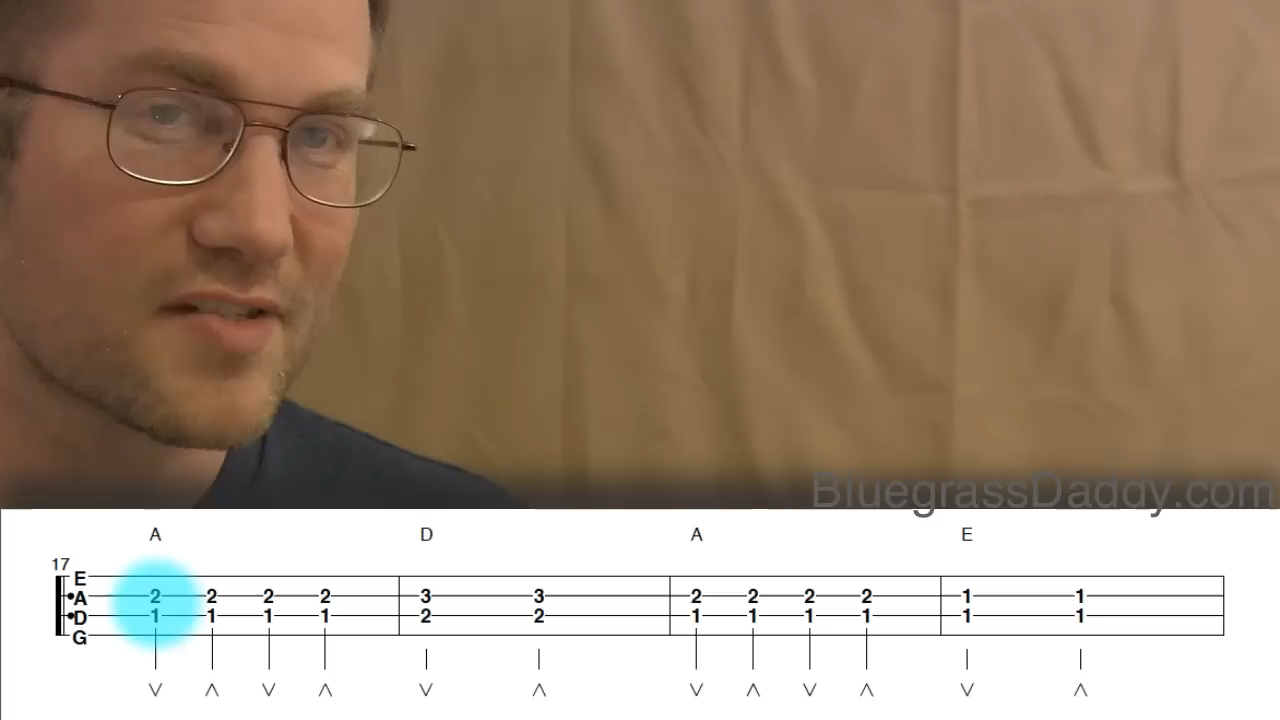 BluegrassDaddy.com
A D A E
17
E
A 2 2 2 2 3 3 2 2 2 2 1 1
D 1 1 1 1 2 2 1 1 1 1 1 1
G